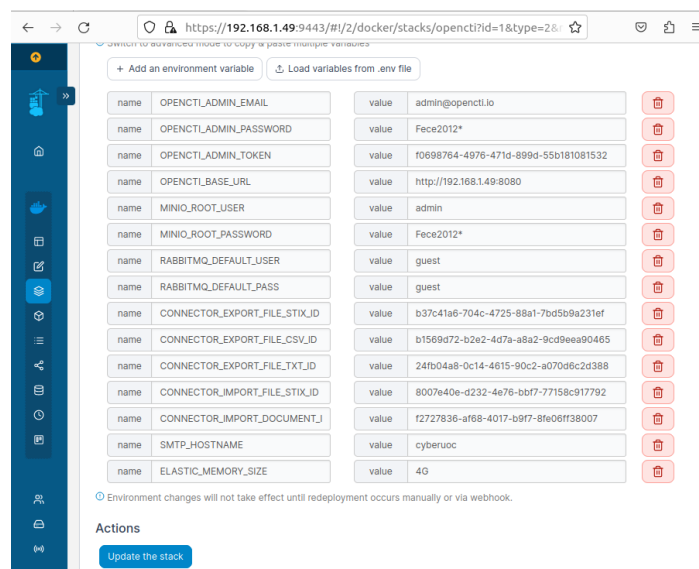 https://192.168.1.49:9443/#!/2/docker/stacks/opencti?id=1&type=2&
Switch to advanced mode to copy & paste multiple variables
+ Add an environment variable Load variables from .env file
name OPENCTI_ADMIN_EMAIL value admin@opencti.io
name OPENCTI_ADMIN_PASSWORD value Fece2012*
name OPENCTI_ADMIN_TOKEN value f0698764-4976-471d-899d-55b181081532
name OPENCTI_BASE_URL value http://192.168.1.49:8080
name MINIO_ROOT_USER value admin
name MINIO_ROOT_PASSWORD value Fece2012*
name RABBITMQ_DEFAULT_USER value guest
name RABBITMQ_DEFAULT_PASS value guest
name CONNECTOR_EXPORT_FILE_STIX_ID value b37c41a6-704c-4725-88a1-7bd5b9a231ef
name CONNECTOR_EXPORT_FILE_CSV_ID value b1569d72-b2e2-4d7a-a8a2-9cd9eea90465
name CONNECTOR_EXPORT_FILE_TXT_ID value 24fb04a8-0c14-4615-90c2-a070d6c2d388
name CONNECTOR_IMPORT_FILE_STIX_ID value 8007e40e-d232-4e76-bbf7-77158c917792
name CONNECTOR_IMPORT_DOCUMENT_I value f2727836-af68-4017-b9f7-8fe06ff38007
name SMTP_HOSTNAME value cyberuoc
name ELASTIC_MEMORY_SIZE value 4G
Environment changes will not take effect until redeployment occurs manually or via webhook.
Actions
Update the stack